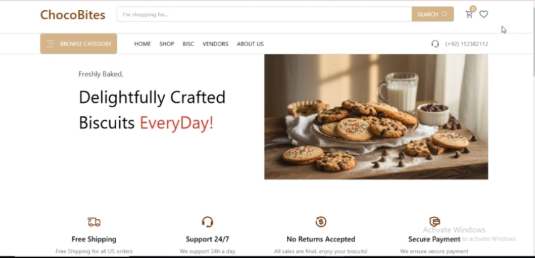 ChocoBites
I'm shopping for...
SEARCH
0
BROWSE CATEGORY
HOME SHOP BISC VENDORS ABOUT US
(+92) 152382112
Freshly Baked.
Delightfully Crafted
Biscuits EveryDay!
Free Shipping
Free Shipping for all US orders
Support 24/7
We support 24h a day
No Returns Accepted
All sales are final, enjoy your biscuits!
Secure Payment
We ensure secure payment
Activate Windows
to activate Windows.